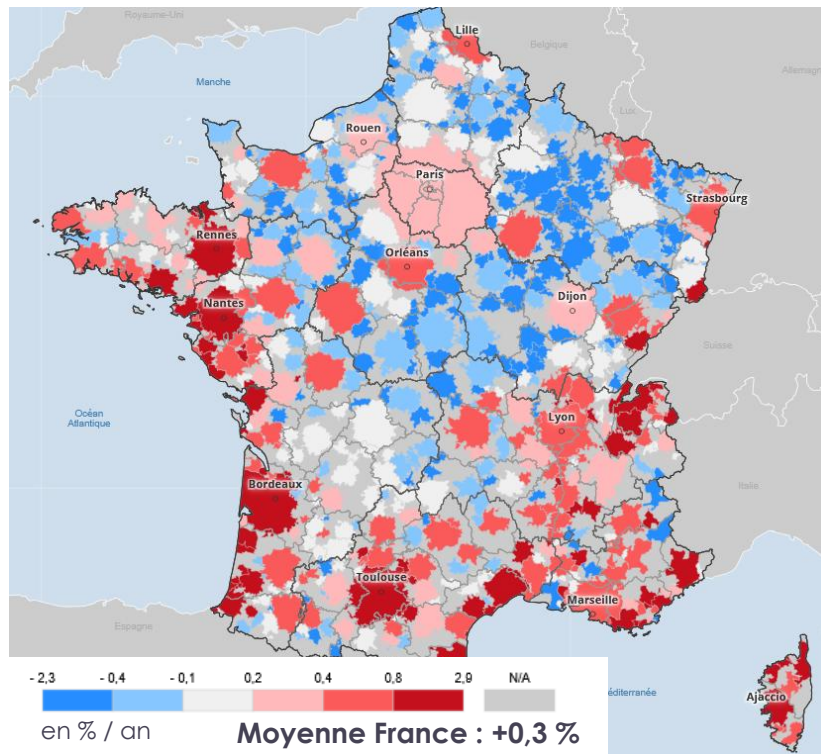 Royaume-Uni
Lille
Belgique
Allemagn
Manche
Lux
Rouen
Paris
Strasbourg
Rennes
Orléans
Nantes
Dijon
Suisse
Océan
Atlantique
Lyon
Bordeaux
Italie
Toulouse
Marseille
Espagne
- 2,3 - 0,4 - 0,1 0,2 0,4 0,8 2,9 N/A
éditerranée
Ajaccio
en % / an
Moyenne France : +0,3 %